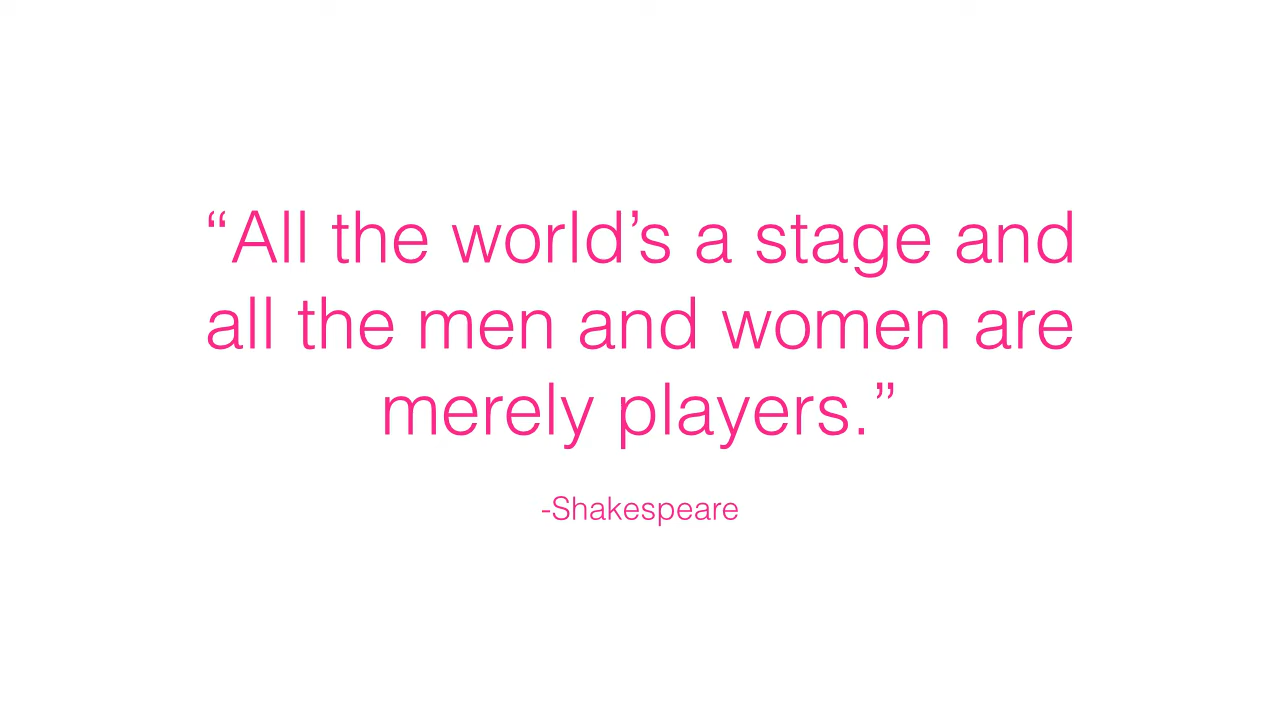 “All the world’s a stage and
all the men and women are
merely players.”
-Shakespeare